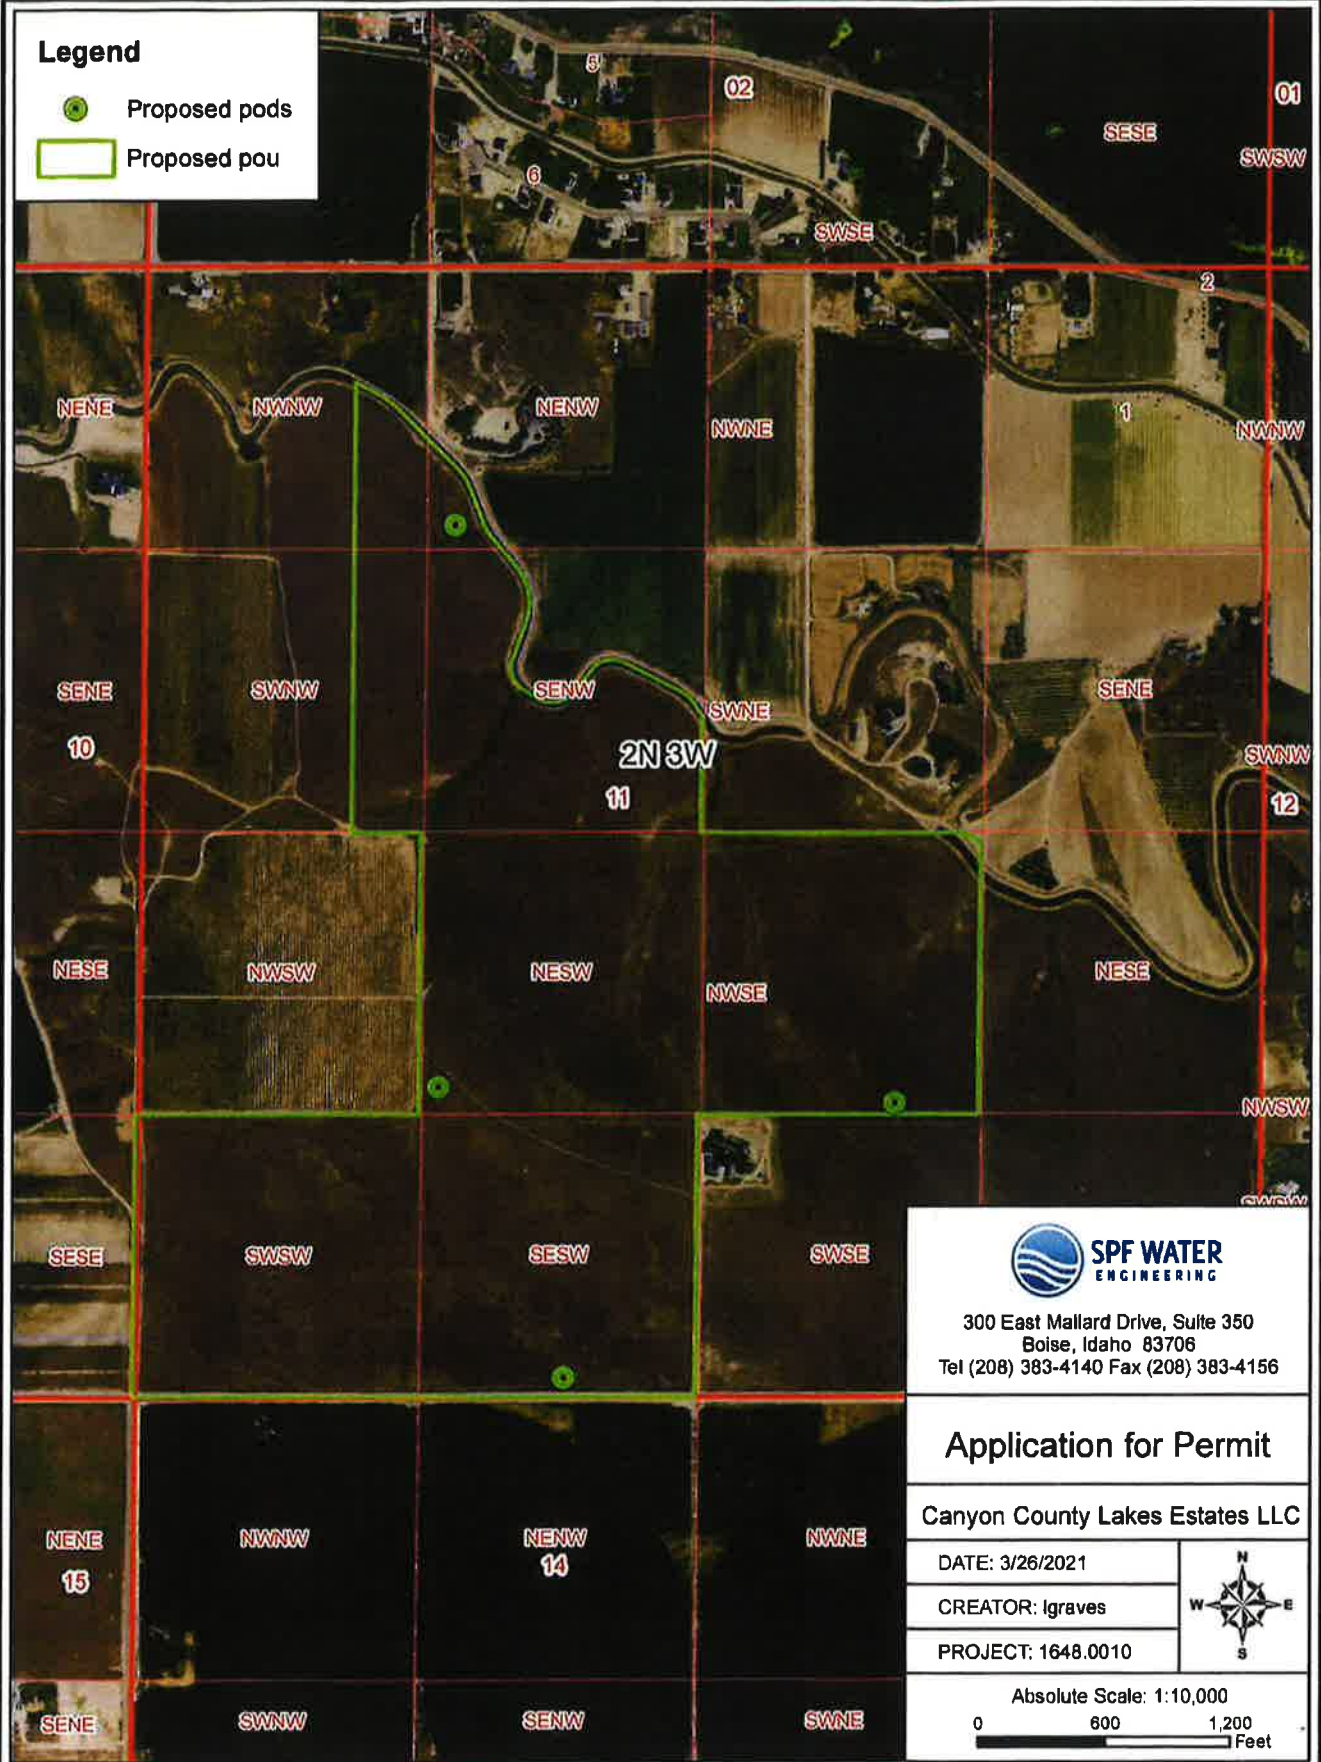 Legend
Proposed pods
Proposed pou
5
02
01
SESE
SWSW
6
SWSE
2
NENE
NWNW
NENW
NWNE
1
NWNW
SENE
SWNW
SENW
SWNE
SENE
10
2N 3W
11
SWNW
12
NESE
NWSW
NESW
NWSE
NESE
NWSW
SWSW
SESE
SWSW
SESW
SWSE
NENE
15
NWNW
NENW
14
NWNE
SENE
SWNW
SENW
SWNE
SPF WATER
ENGINEERING
300 East Mallard Drive, Suite 350
Boise, Idaho 83706
Tel (208) 383-4140 Fax (208) 383-4156
Application for Permit
Canyon County Lakes Estates LLC
DATE: 3/26/2021
CREATOR: lgraves
PROJECT: 1648.0010
N
W E
S
Absolute Scale: 1:10,000
0 600 1,200
Feet